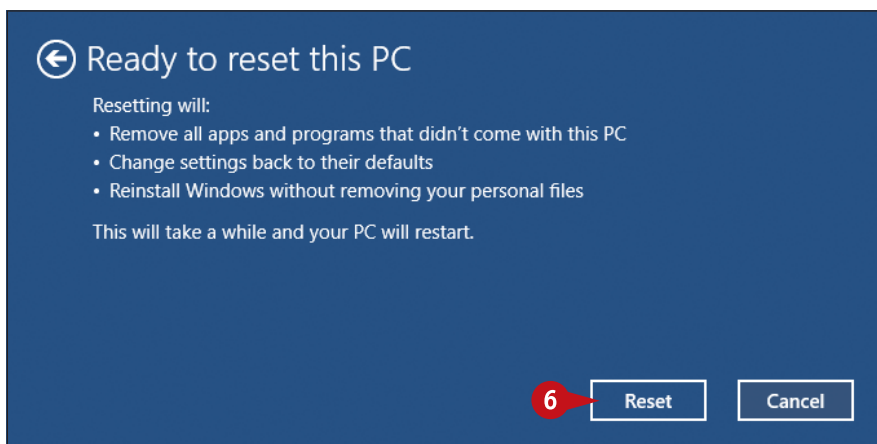 Ready to reset this PC
Resetting will:
• Remove all apps and programs that didn’t come with this PC
• Change settings back to their defaults
• Reinstall Windows without removing your personal files
This will take a while and your PC will restart.
6 Reset Cancel